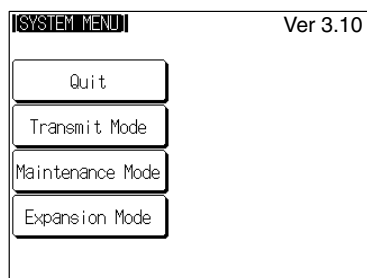 [SYSTEM MENU]
Ver 3.10
Quit
Transmit Mode
Maintenance Mode
Expansion Mode